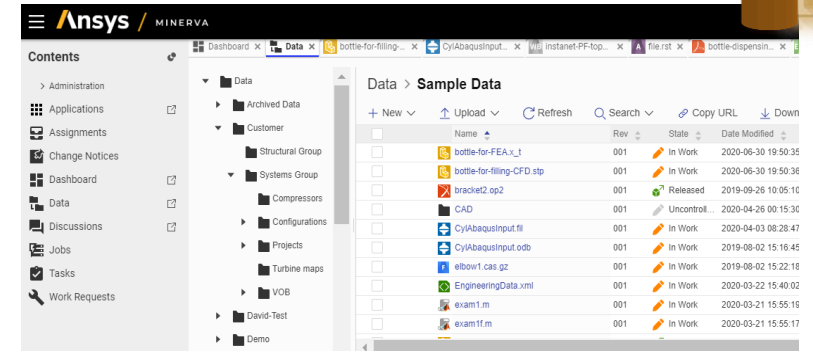 Ansys / MINERVA
Contents
Administration
Applications
Assignments
Change Notices
Dashboard
Data
Discussions
Jobs
Tasks
Work Requests
Dashboard Data bottle-for-filling-... CylAbaqusInput... instanet-PF-top... file.rst bottle-dispensin...
Data
Archived Data
Customer
Structural Group
Systems Group
Compressors
Configurations
Projects
Turbine maps
VOB
David-Test
Demo
Data > Sample Data
New Upload Refresh Search Copy URL Down
Name Rev State Date Modified
bottle-for-FEA.x_t 001 In Work 2020-06-30 19:50:35
bottle-for-filling-CFD.stp 001 In Work 2020-06-30 19:50:36
bracket2.op2 001 Released 2019-09-26 10:05:10
CAD 001 Uncontroll... 2020-04-26 00:15:30
CylAbaqusInput.fil 001 In Work 2020-04-03 08:28:47
CylAbaqusInput.odb 001 In Work 2019-08-02 15:16:45
elbow1.cas.gz 001 In Work 2019-08-02 15:22:18
EngineeringData.xml 001 In Work 2020-03-22 15:40:02
exam1.m 001 In Work 2020-03-21 15:55:19
exam1f.m 001 In Work 2020-03-21 15:55:17